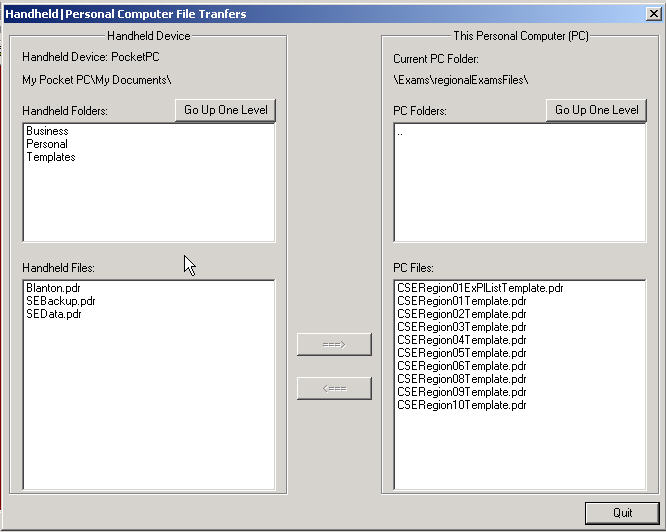 Handheld|Personal Computer File Tranfers
Handheld Device
Handheld Device: PocketPC
My Pocket PC\My Documents\
Handheld Folders:
Go Up One Level
Business
Personal
Templates
Handheld Files:
Blanton.pdr
SEBackup.pdr
SEData.pdr
===>
<===
This Personal Computer (PC)
Current PC Folder:
\Exams\regionalExamsFiles\
PC Folders:
Go Up One Level
..
PC Files:
CSERegion01ExPlListTemplate.pdr
CSERegion01Template.pdr
CSERegion02Template.pdr
CSERegion03Template.pdr
CSERegion04Template.pdr
CSERegion05Template.pdr
CSERegion06Template.pdr
CSERegion08Template.pdr
CSERegion09Template.pdr
CSERegion10Template.pdr
Quit